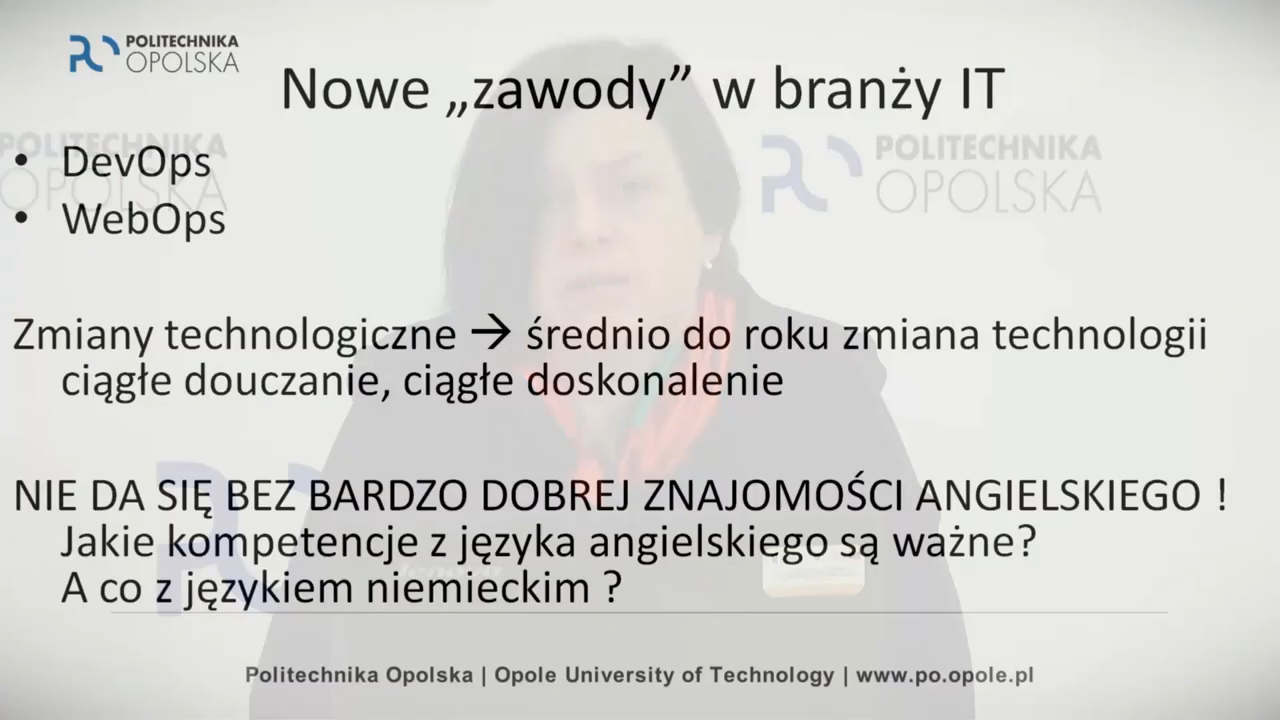 POLITECHNIKA
OPOLSKA
Nowe „zawody” w branży IT
POLITECHNIKA
OPOLSKA
POLITECHNIKA
OPOLSKA
• DevOps
• WebOps
Zmiany technologiczne → średnio do roku zmiana technologii
ciągłe douczanie, ciągłe doskonalenie
NIE DA SIĘ BEZ BARDZO DOBREJ ZNAJOMOŚCI ANGIELSKIEGO !
Jakie kompetencje z języka angielskiego są ważne?
A co z językiem niemieckim ?
Politechnika Opolska | Opole University of Technology | www.po.opole.pl